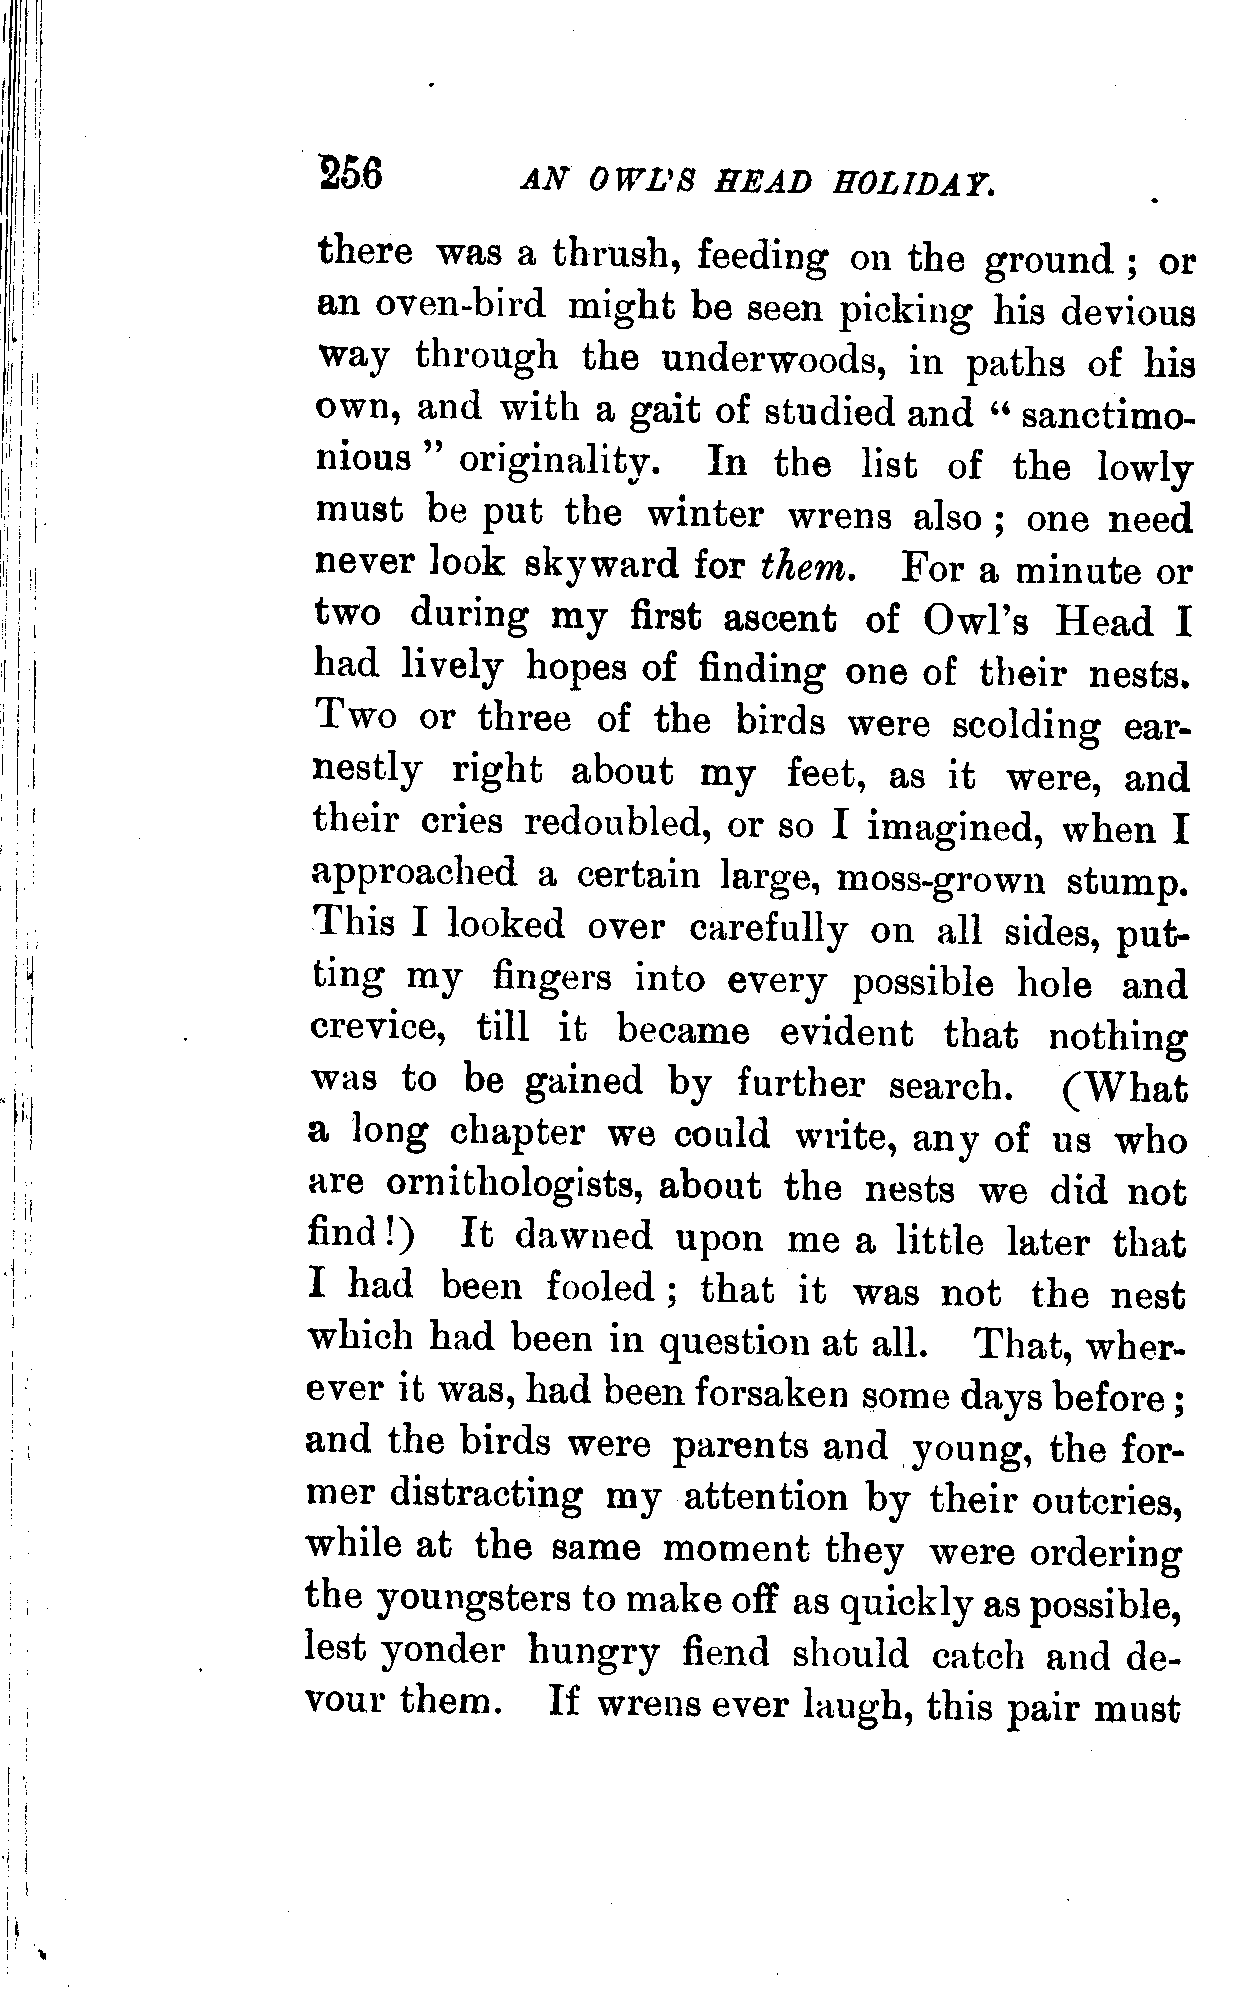 256 AN OWL'S HEAD HOLIDAY.
there was a thrush, feeding on the ground ; or
an oven-bird might be seen picking his devious
way through the underwoods, in paths of his
own, and with a gait of studied and " sanctimo-
nious " originality. In the list of the lowly
must be put the winter wrens also ; one need
never look skyward for them. For a minute or
two during my first ascent of Owl's Head I
had lively hopes of finding one of their nests.
Two or three of the birds were scolding ear-
nestly right about my feet, as it were, and
their cries redoubled, or so I imagined, when I
approached a certain large, moss-grown stump.
This I looked over carefully on all sides, put-
ting my fingers into every possible hole and
crevice, till it became evident that nothing
was to be gained by further search. (What
a long chapter we could write, any of us who
are ornithologists, about the nests we did not
find!) It dawned upon me a little later that
I had been fooled ; that it was not the nest
which had been in question at all. That, wher-
ever it was, had been forsaken some days before ;
and the birds were parents and young, the for-
mer distracting my attention by their outcries,
while at the same moment they were ordering
the youngsters to make off as quickly as possible,
lest yonder hungry fiend should catch and de-
vour them. If wrens ever laugh, this pair must